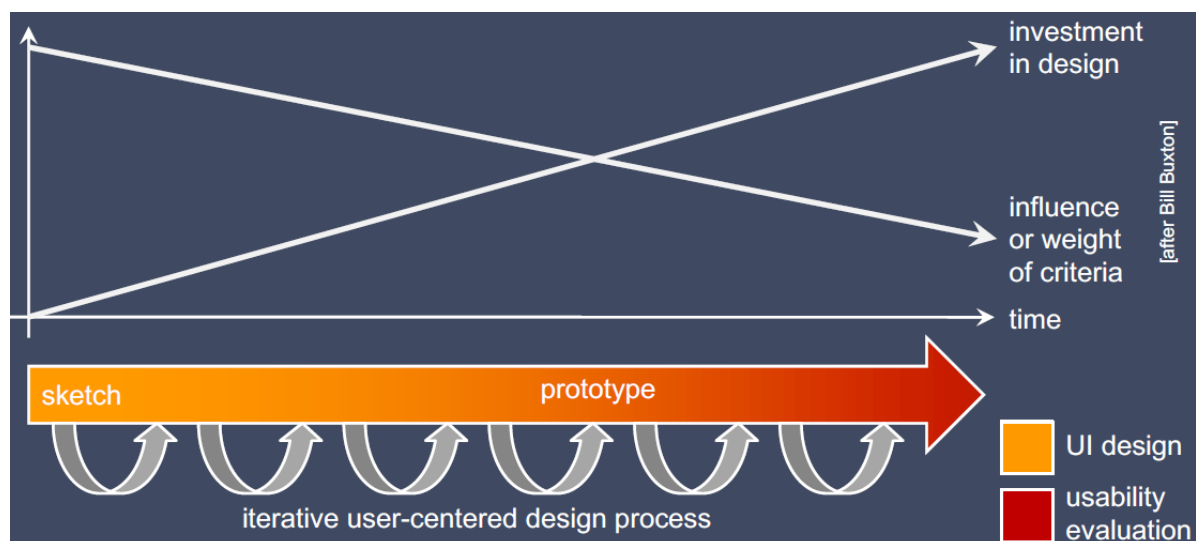 investment
in design
[after Bill Buxton]
influence
or weight
of criteria
time
sketch
prototype
iterative user-centered design process
UI design
usability
evaluation